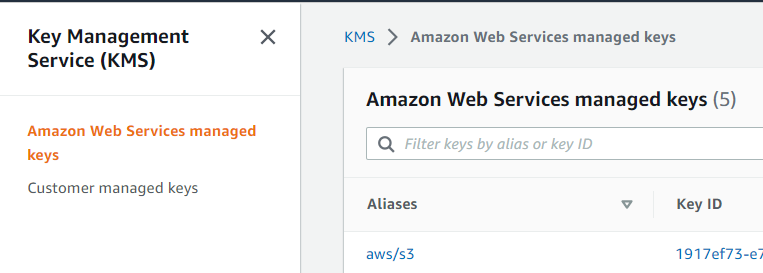 Key Management
Service (KMS)
Amazon Web Services managed
keys
Customer managed keys
KMS > Amazon Web Services managed keys
Amazon Web Services managed keys (5)
Filter keys by alias or key ID
Aliases
Key ID
aws/s3
1917ef73-e7